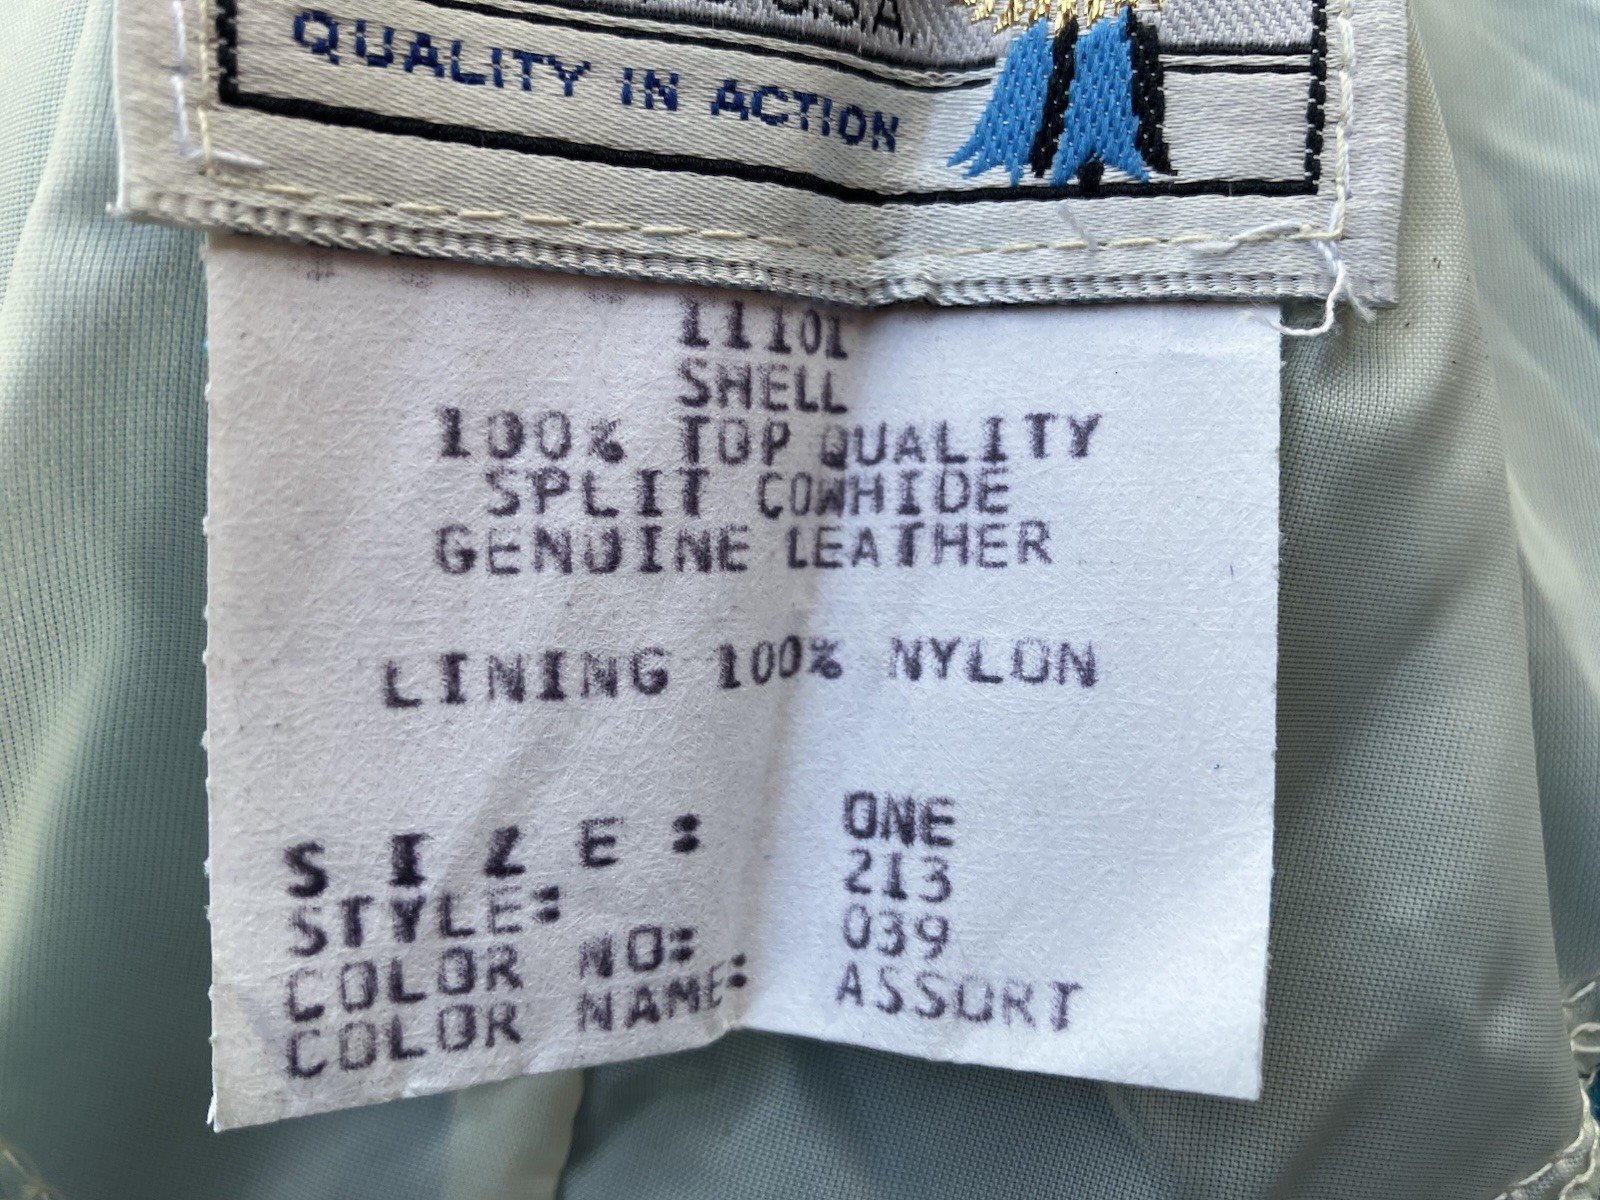 U.S.A.
QUALITY IN ACTION
11101
SHELL
100% TOP QUALITY
SPLIT COWHIDE
GENUINE LEATHER
LINING 100% NYLON
SIZE: ONE
STYLE: 213
COLOR NO: 039
COLOR NAME: ASSORT